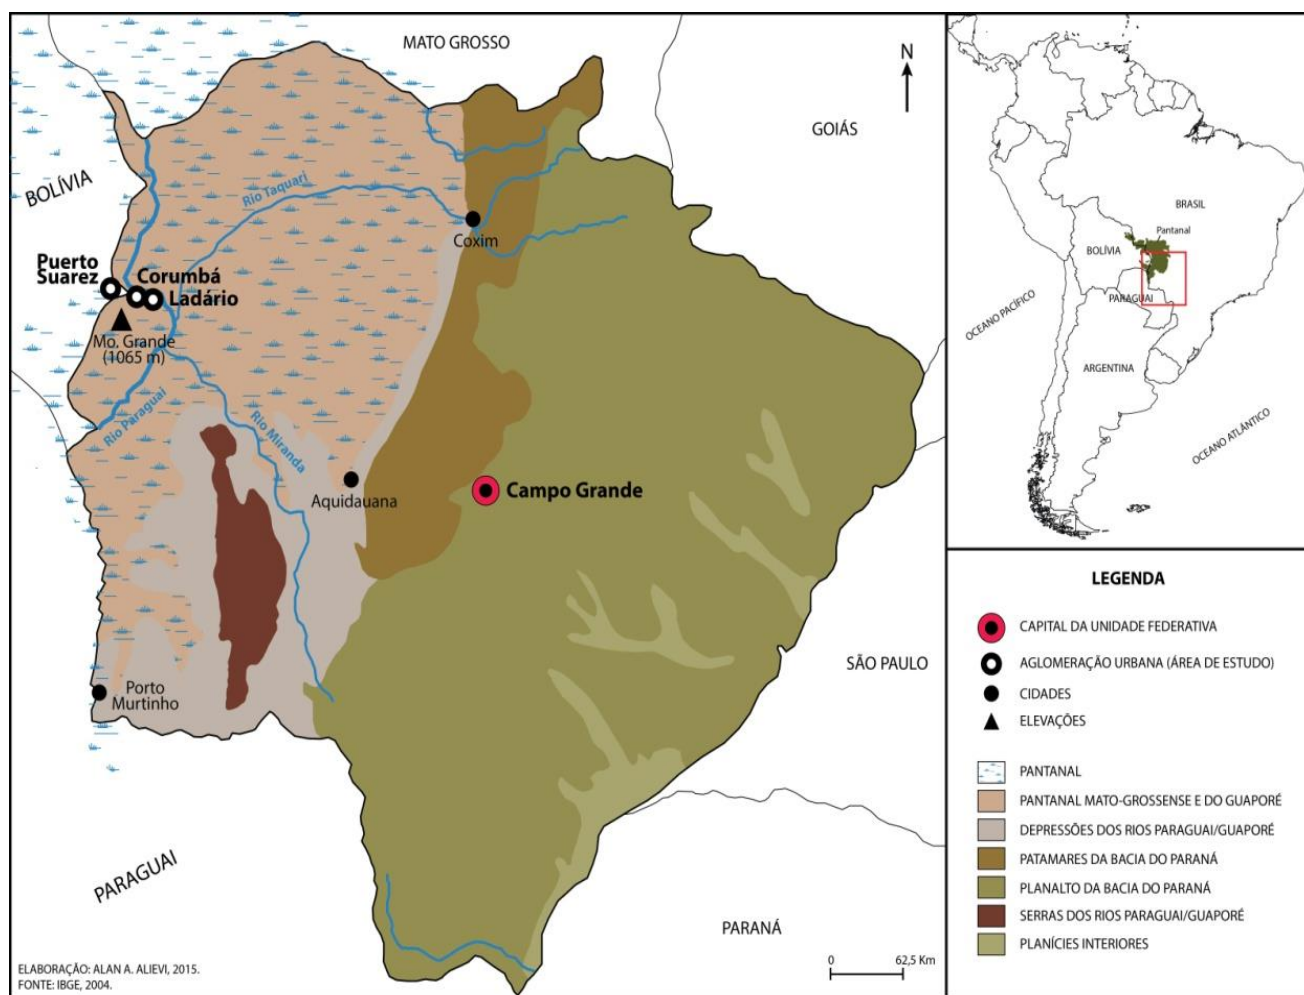 MATO GROSSO
N
GOIÁS
BOLÍVIA
Rio Taquari
Coxim
Puerto
Suarez
Corumbá
Ladário
Mo. Grande
(1065 m)
Rio Paraguai
Rio Miranda
Aquidauana
Campo Grande
SÃO PAULO
Porto
Murtinho
PARAGUAI
PARANÁ
0 62,5 Km
ELABORAÇÃO: ALAN A. ALIEVI, 2015.
FONTE: IBGE, 2004.
BRASIL
Pantanal
BOLÍVIA
PARAGUAI
OCEANO PACÍFICO
ARGENTINA
OCEANO ATLÂNTICO
LEGENDA
CAPITAL DA UNIDADE FEDERATIVA
AGLOMERAÇÃO URBANA (ÁREA DE ESTUDO)
CIDADES
ELEVAÇÕES
PANTANAL
PANTANAL MATO-GROSSENSE E DO GUAPORÉ
DEPRESSÕES DOS RIOS PARAGUAI/GUAPORÉ
PATAMARES DA BACIA DO PARANÁ
PLANALTO DA BACIA DO PARANÁ
SERRAS DOS RIOS PARAGUAI/GUAPORÉ
PLANÍCIES INTERIORES